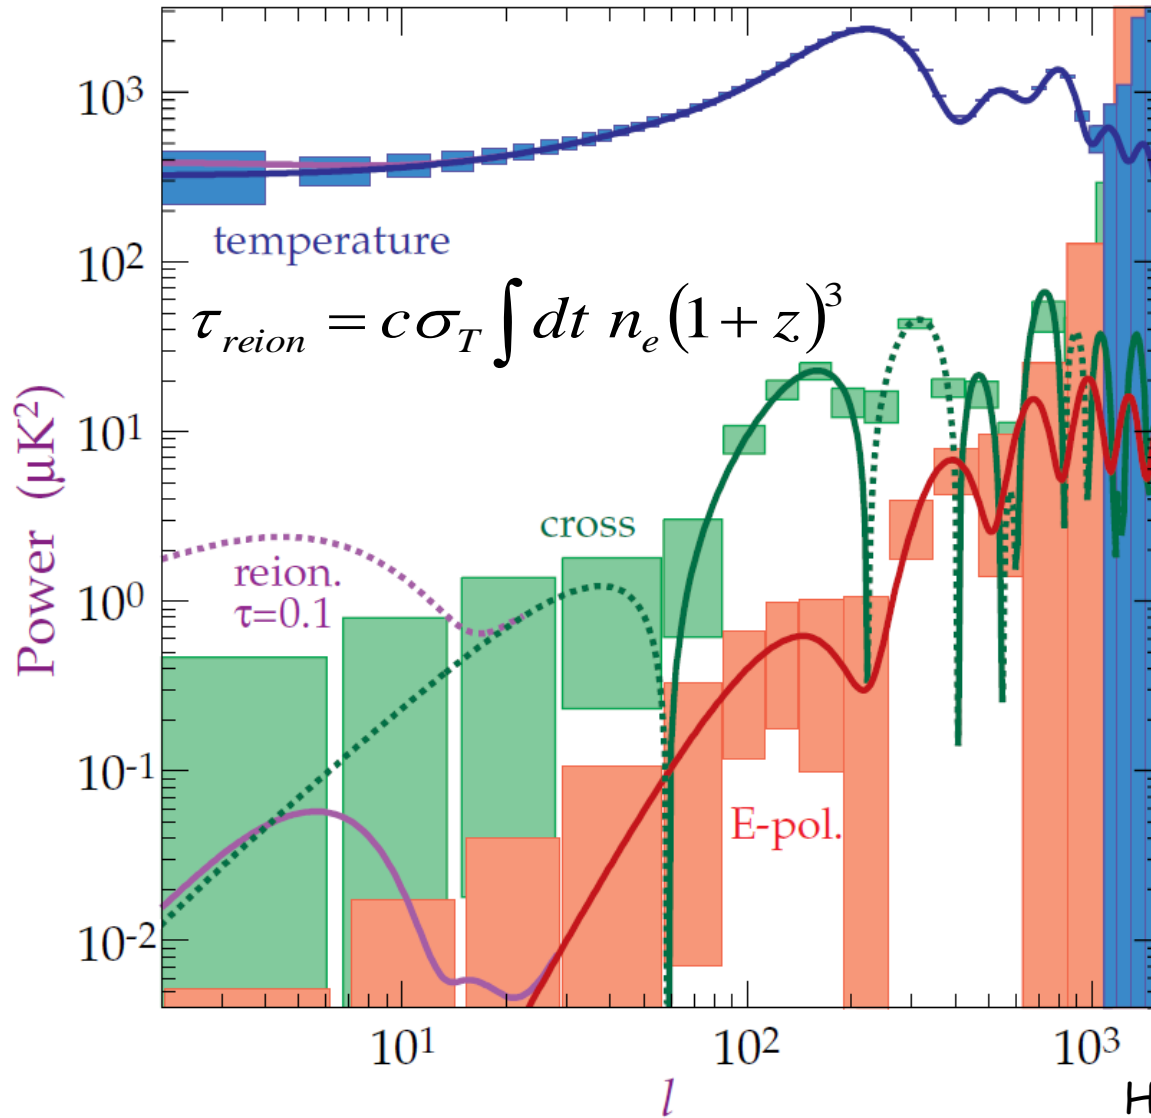 10³
temperature
10²
τ_reion = cσ_T ∫ dt n_e (1 + z)³
Power (μK²)
10¹
cross
reion.
τ=0.1
10⁰
10⁻¹
E-pol.
10⁻²
10¹ 10² 10³
l
H